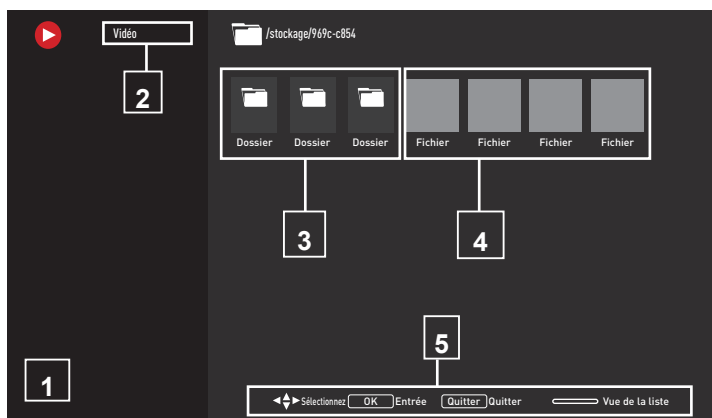 Vidéo
/stockage/969c-c854
2
Dossier Dossier Dossier Fichier Fichier Fichier Fichier
3 4
5
1
Sélectionnez OK Entrée Quitter Quitter Vue de la liste